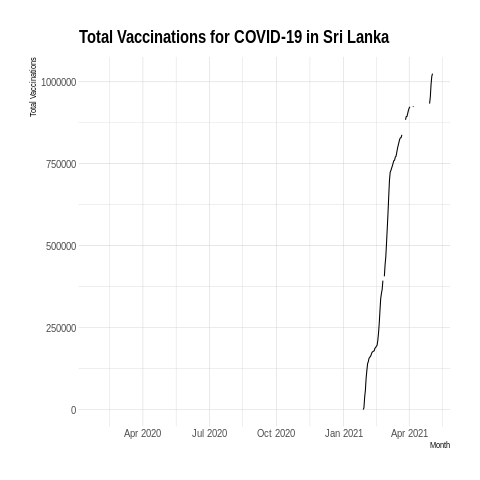 Total Vaccinations for COVID-19 in Sri Lanka
Total Vaccinations
1000000
750000
500000
250000
0
Apr 2020 Jul 2020 Oct 2020 Jan 2021 Apr 2021
Month